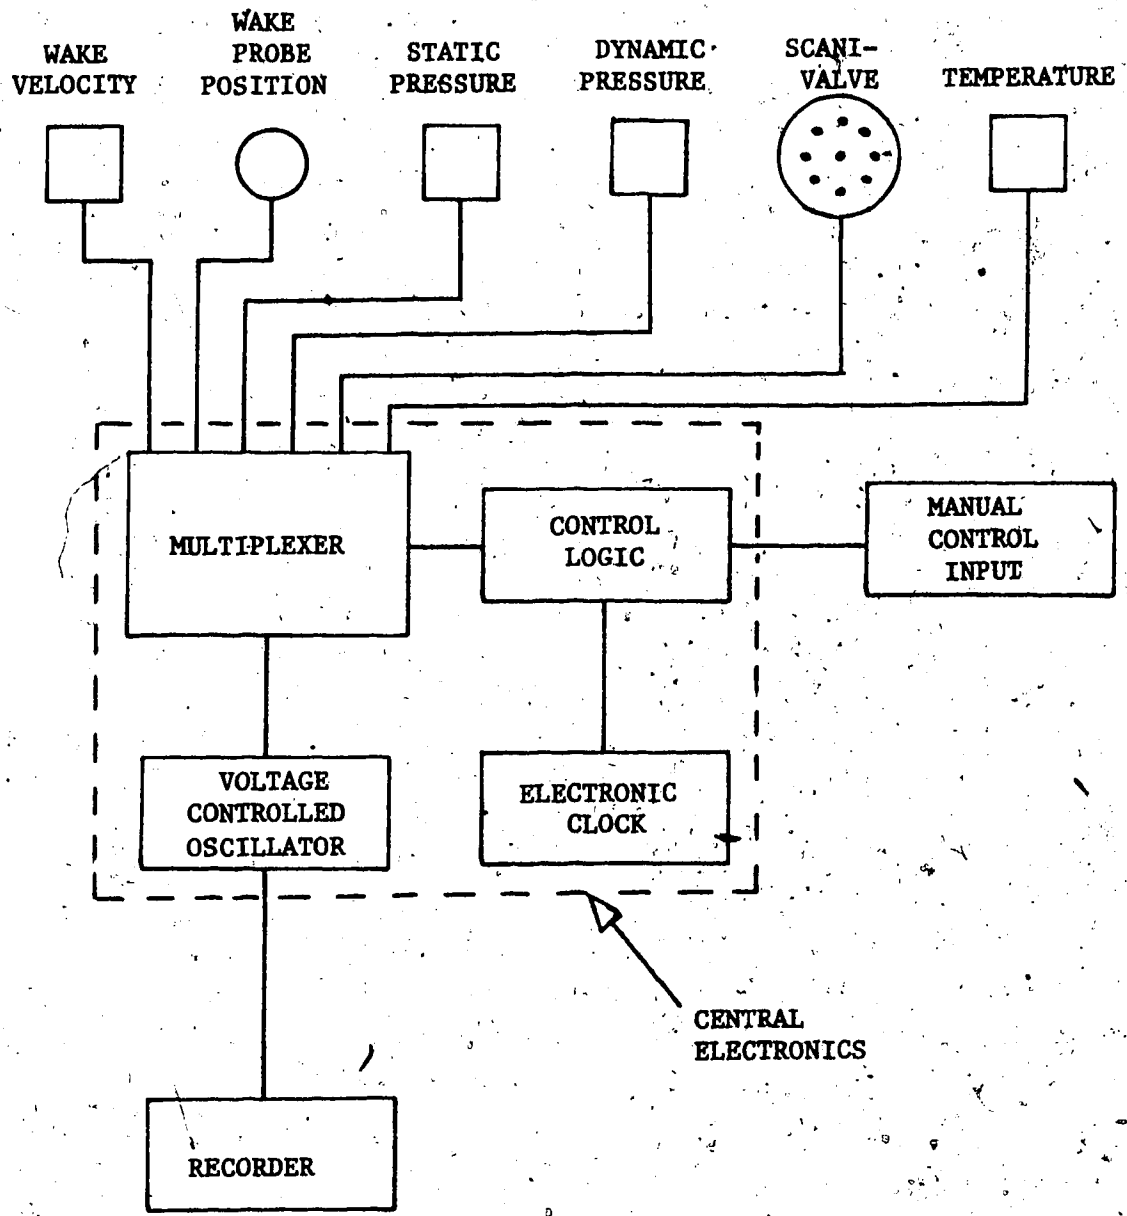 WAKE
VELOCITY
WAKE
PROBE
POSITION
STATIC
PRESSURE
DYNAMIC
PRESSURE
SCANI-
VALVE
TEMPERATURE
MULTIPLEXER
CONTROL
LOGIC
MANUAL
CONTROL
INPUT
VOLTAGE
CONTROLLED
OSCILLATOR
ELECTRONIC
CLOCK
CENTRAL
ELECTRONICS
RECORDER